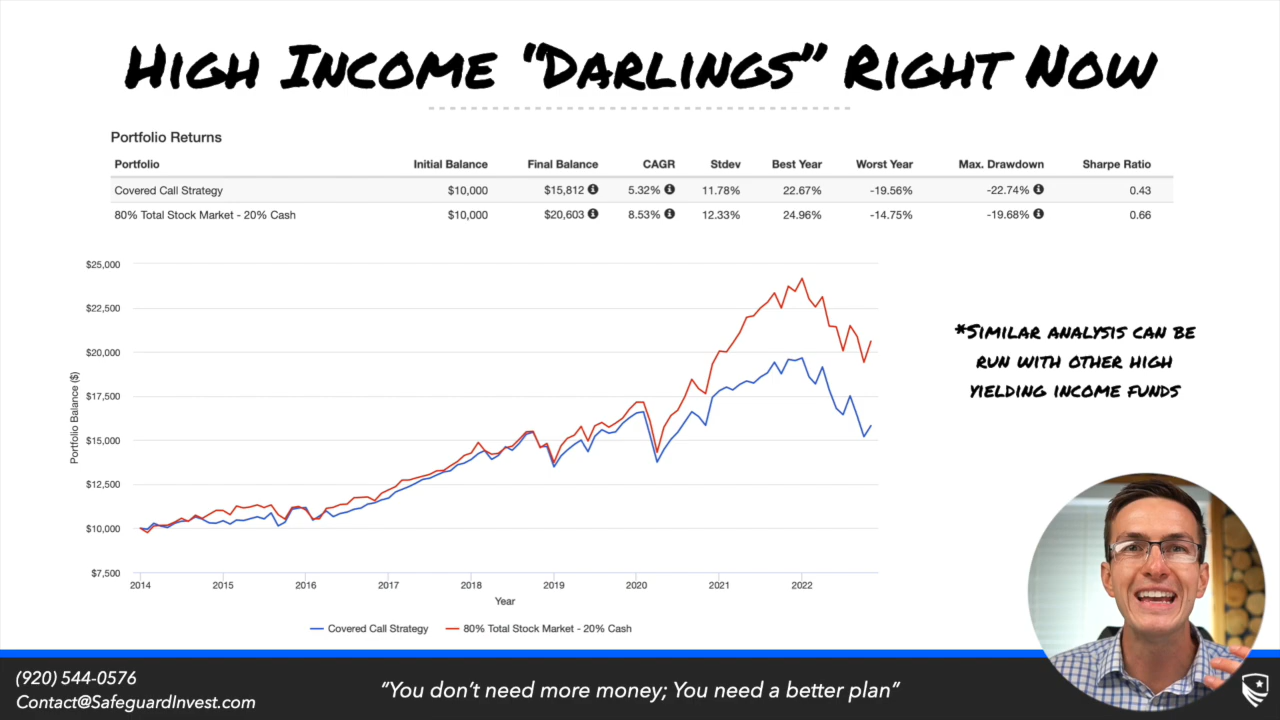 High Income “Darlings” Right Now
Portfolio Returns
Portfolio Initial Balance Final Balance CAGR Stdev Best Year Worst Year Max. Drawdown Sharpe Ratio
Covered Call Strategy $10,000 $15,812 5.32% 11.78% 22.67% -19.56% -22.74% 0.43
80% Total Stock Market - 20% Cash $10,000 $20,603 8.53% 12.33% 24.96% -14.75% -19.68% 0.66
$25,000
$22,500
$20,000
$17,500
$15,000
$12,500
$10,000
$7,500
Portfolio Balance ($)
2014 2015 2016 2017 2018 2019 2020 2021 2022
Year
Covered Call Strategy 80% Total Stock Market - 20% Cash
*Similar analysis can be
run with other high
yielding income funds
(920) 544-0576
Contact@SafeguardInvest.com
“You don’t need more money; You need a better plan”